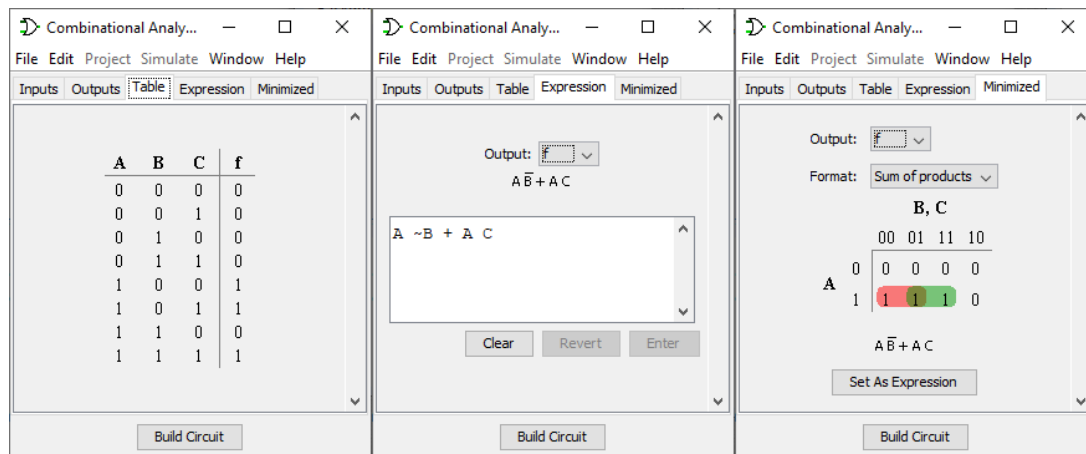 Combinational Analy...
File Edit Project Simulate Window Help
Inputs Outputs Table Expression Minimized
A B C f
0 0 0 0
0 0 1 0
0 1 0 0
0 1 1 0
1 0 0 1
1 0 1 1
1 1 0 0
1 1 1 1
Build Circuit
Combinational Analy...
File Edit Project Simulate Window Help
Inputs Outputs Table Expression Minimized
Output: f
A B̅ + A C
A ~B + A C
Clear Revert Enter
Build Circuit
Combinational Analy...
File Edit Project Simulate Window Help
Inputs Outputs Table Expression Minimized
Output: f
Format: Sum of products
B, C
00 01 11 10
A
0 0 0 0 0
1 1 1 1 0
A B̅ + A C
Set As Expression
Build Circuit